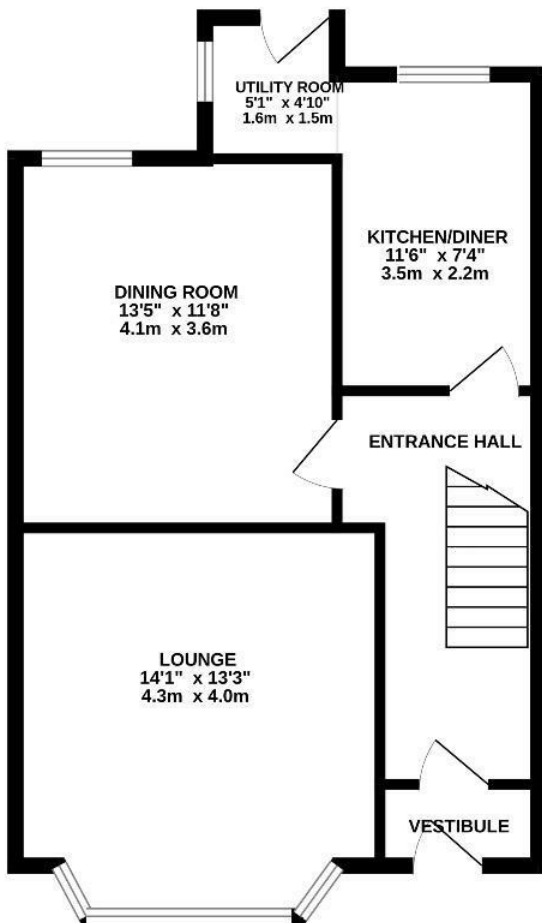 UTILITY ROOM
5'1" x 4'10"
1.6m x 1.5m
KITCHEN/DINER
11'6" x 7'4"
3.5m x 2.2m
DINING ROOM
13'5" x 11'8"
4.1m x 3.6m
ENTRANCE HALL
LOUNGE
14'1" x 13'3"
4.3m x 4.0m
VESTIBULE